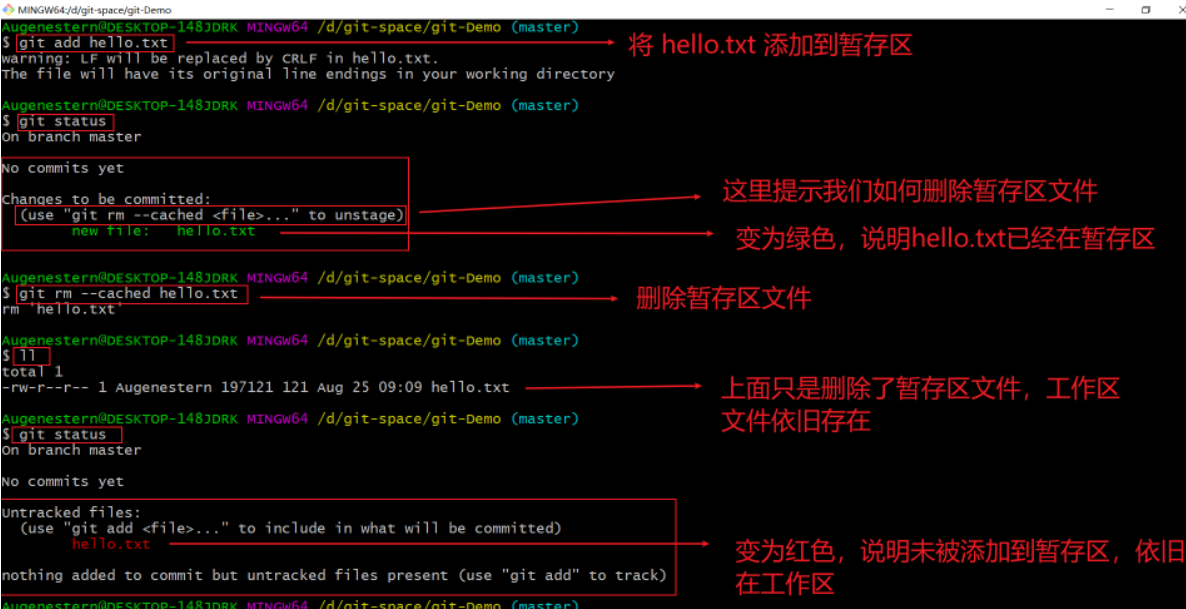 MINGW64:/d/git-space/git-Demo
Augenestern@DESKTOP-148JDRK MINGW64 /d/git-space/git-Demo (master)
$ git add hello.txt
将 hello.txt 添加到暂存区
warning: LF will be replaced by CRLF in hello.txt.
The file will have its original line endings in your working directory
Augenestern@DESKTOP-148JDRK MINGW64 /d/git-space/git-Demo (master)
$ git status
On branch master
No commits yet
Changes to be committed:
(use "git rm --cached <file>..." to unstage)
这里提示我们如何删除暂存区文件
new file:   hello.txt
变为绿色，说明hello.txt已经在暂存区
Augenestern@DESKTOP-148JDRK MINGW64 /d/git-space/git-Demo (master)
$ git rm --cached hello.txt
删除暂存区文件
rm 'hello.txt'
Augenestern@DESKTOP-148JDRK MINGW64 /d/git-space/git-Demo (master)
$ ll
total 1
-rw-r--r-- 1 Augenestern 197121 121 Aug 25 09:09 hello.txt
上面只是删除了暂存区文件，工作区
文件依旧存在
Augenestern@DESKTOP-148JDRK MINGW64 /d/git-space/git-Demo (master)
$ git status
On branch master
No commits yet
Untracked files:
(use "git add <file>..." to include in what will be committed)
hello.txt
变为红色，说明未被添加到暂存区，依旧
在工作区
nothing added to commit but untracked files present (use "git add" to track)
Augenestern@DESKTOP-148JDRK MINGW64 /d/git-space/git-Demo (master)